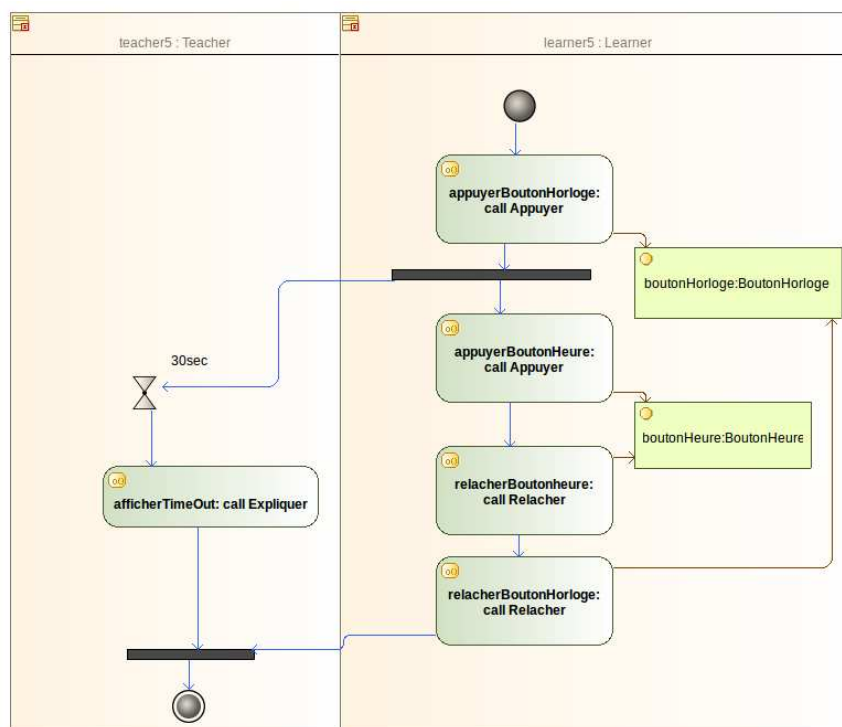 teacher5 : Teacher
learner5 : Learner
appuyerBoutonHorloge:
call Appuyer
boutonHorloge:BoutonHorloge
appuyerBoutonHeure:
call Appuyer
30sec
boutonHeure:BoutonHeure
relacherBoutonheure:
call Relacher
afficherTimeOut: call Expliquer
relacherBoutonHorloge:
call Relacher